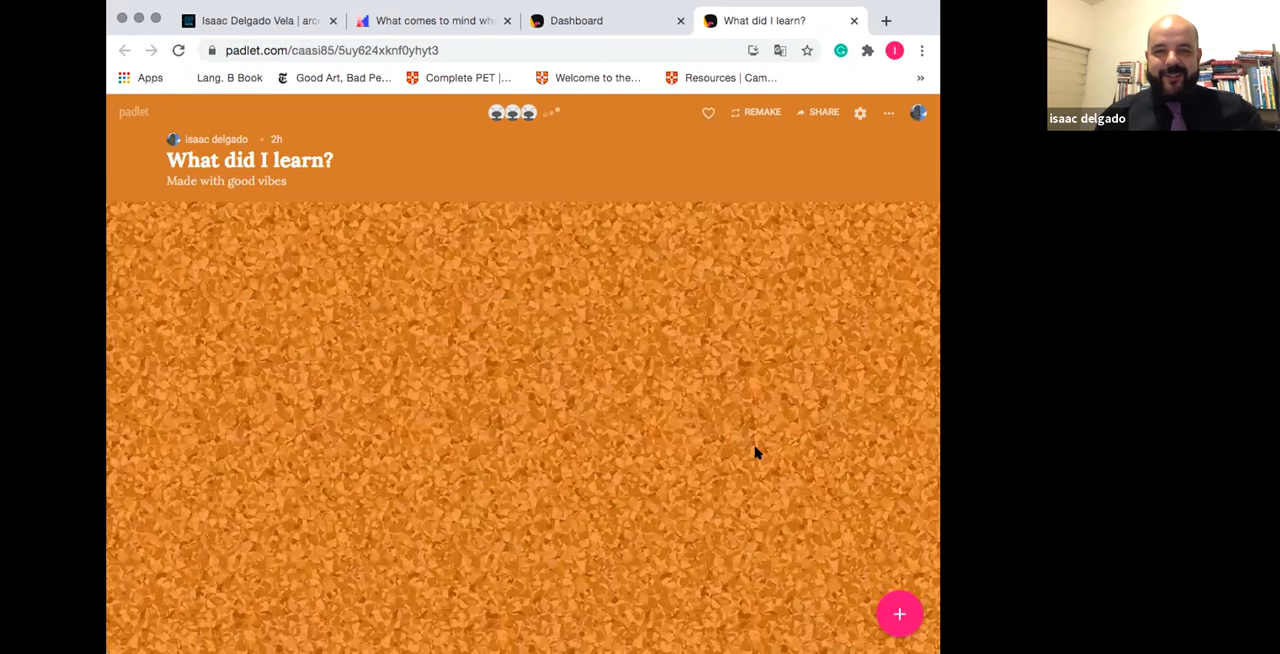 Isaac Delgado Vela | arc
What comes to mind wh
Dashboard
What did I learn?
padlet.com/caasi85/5uy624xknf0yhyt3
I
Apps
Lang. B Book
Good Art, Bad Pe...
Complete PET |...
Welcome to the...
Resources | Cam...
»
padlet
REMAKE
SHARE
isaac delgado • 2h
What did I learn?
Made with good vibes
isaac delgado